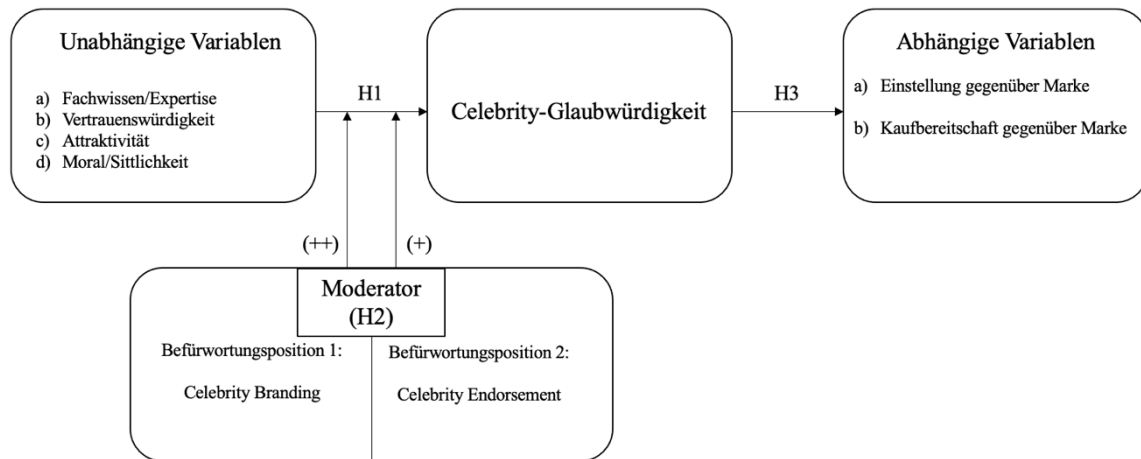 Unabhängige Variablen
a) Fachwissen/Expertise
b) Vertrauenswürdigkeit
c) Attraktivität
d) Moral/Sittlichkeit
H1
Celebrity-Glaubwürdigkeit
H3
Abhängige Variablen
a) Einstellung gegenüber Marke
b) Kaufbereitschaft gegenüber Marke
(++)
(+)
Moderator
(H2)
Befürwortungsposition 1:
Celebrity Branding
Befürwortungsposition 2:
Celebrity Endorsement